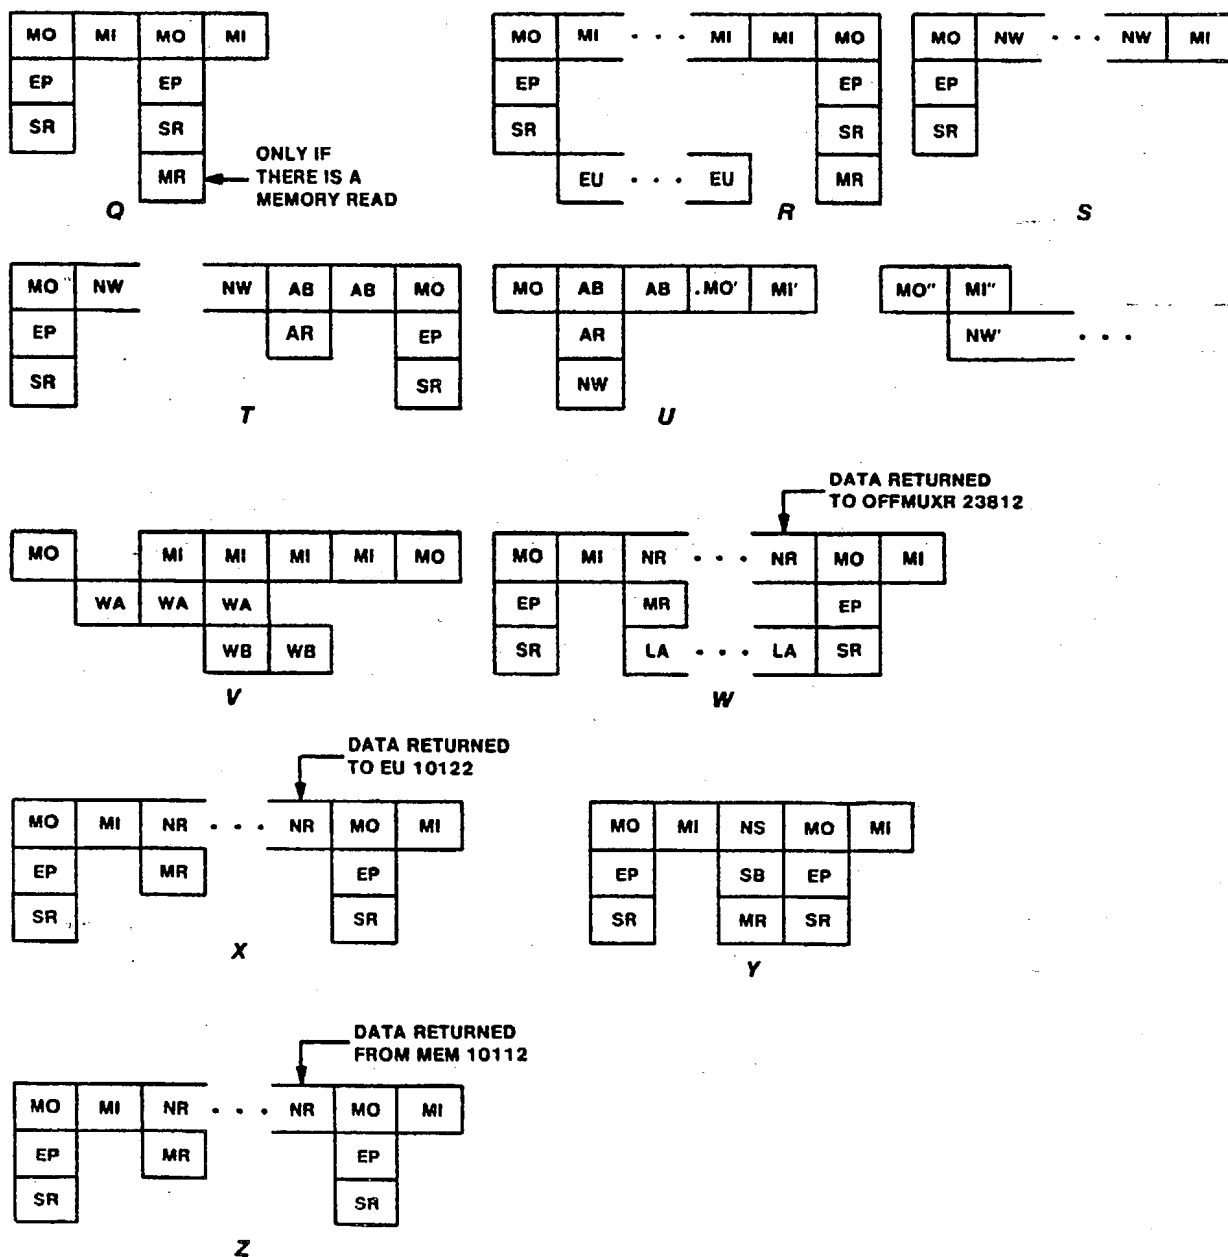 MO MI MO MI
EP EP
SR SR
MR
ONLY IF
THERE IS A
MEMORY READ
Q
MO MI . . . MI MI MO
EP EP
SR SR
EU . . . EU MR
R
MO NW . . . NW MI
EP
SR
S
MO NW NW AB AB MO
EP AR EP
SR SR
T
MO AB AB .MO' MI' MO" MI"
AR NW' . . .
NW
U
MO MI MI MI MI MO
WA WA WA
WB WB
V
DATA RETURNED
TO OFFMUXR 23812
MO MI NR . . . NR MO MI
EP MR EP
SR LA . . . LA SR
W
DATA RETURNED
TO EU 10122
MO MI NR . . . NR MO MI
EP MR EP
SR SR
X
MO MI NS MO MI
EP SB EP
SR MR SR
Y
DATA RETURNED
FROM MEM 10112
MO MI NR . . . NR MO MI
EP MR EP
SR SR
Z